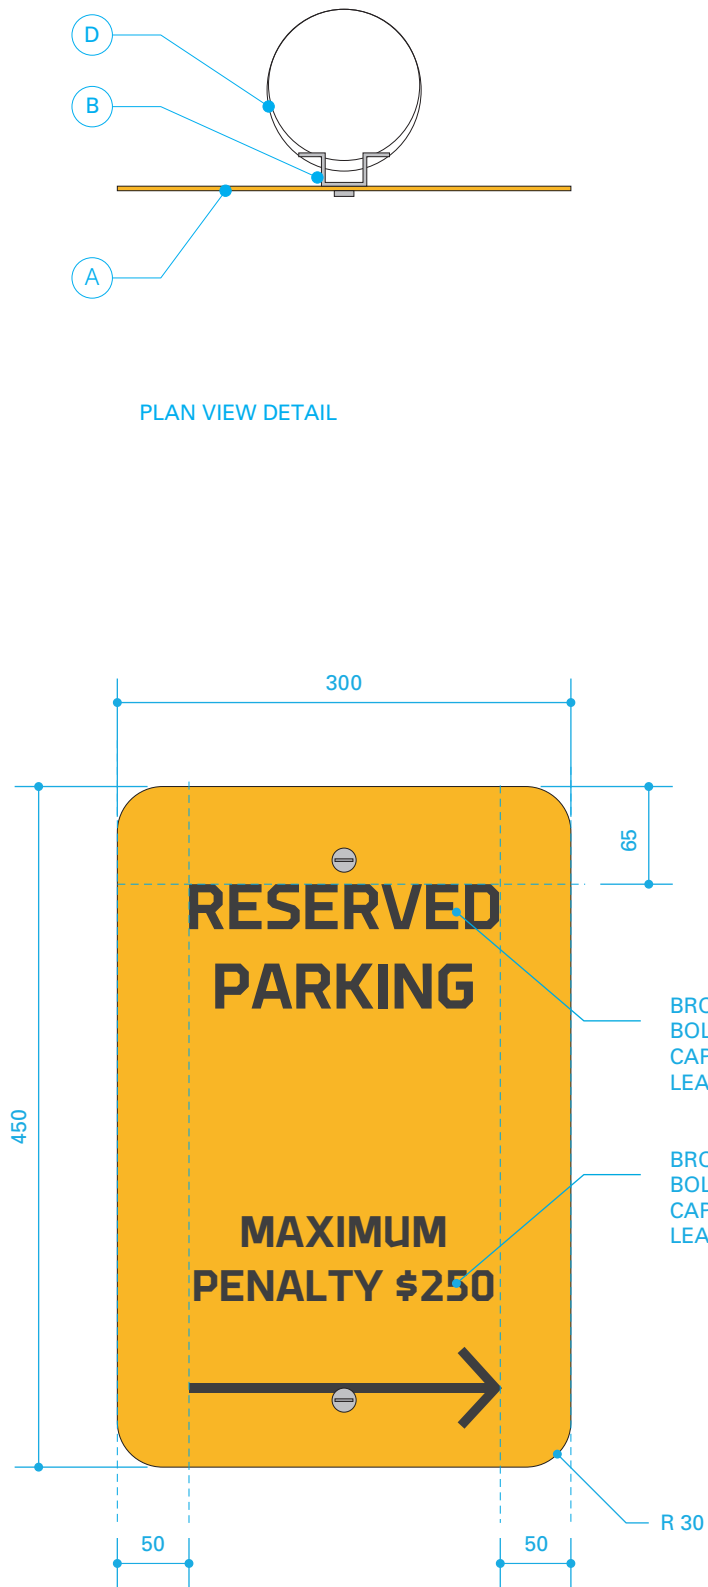 D
B
A
PLAN VIEW DETAIL
300
65
RESERVED
PARKING
450
MAXIMUM
PENALTY $250
R 30
50
50